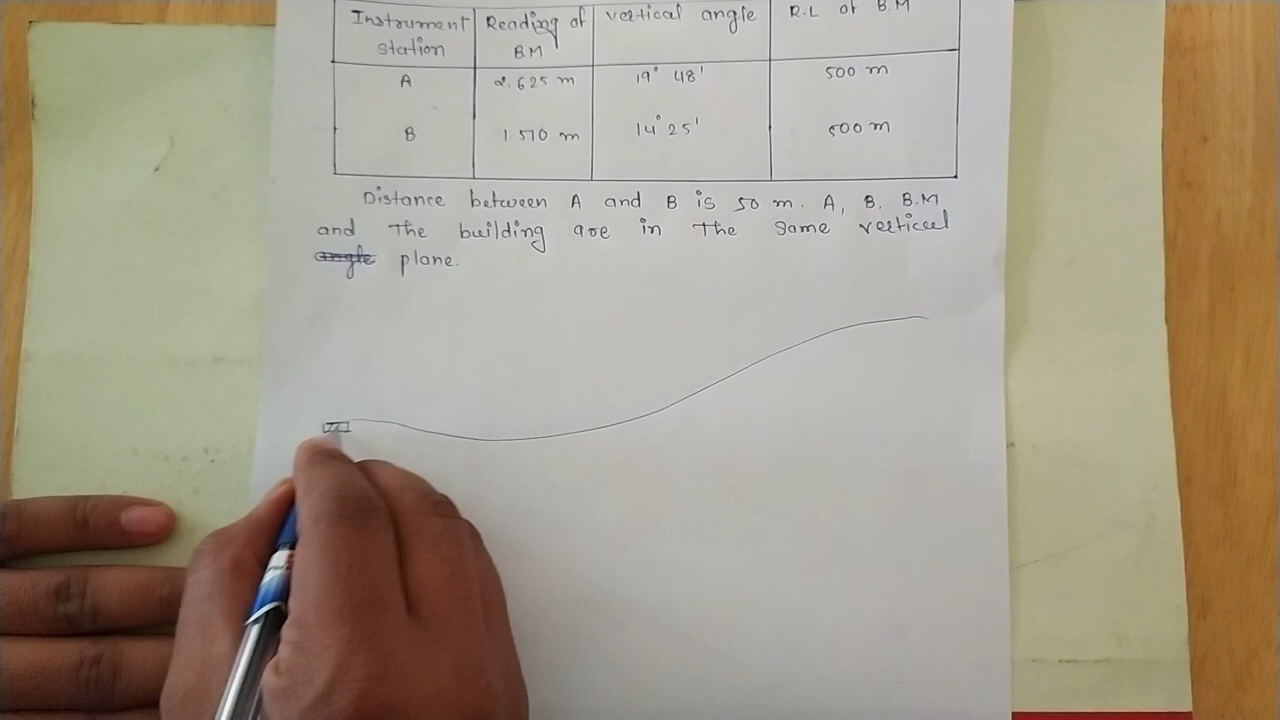 Instrument station Reading of BM vertical angle R.L of B.M
A 2.625 m 19° 48' 500 m
B 1 510 m 14° 25' 500 m
Distance between A and B is 50 m. A, B, B.M
and the building are in the same vertical
angle plane.